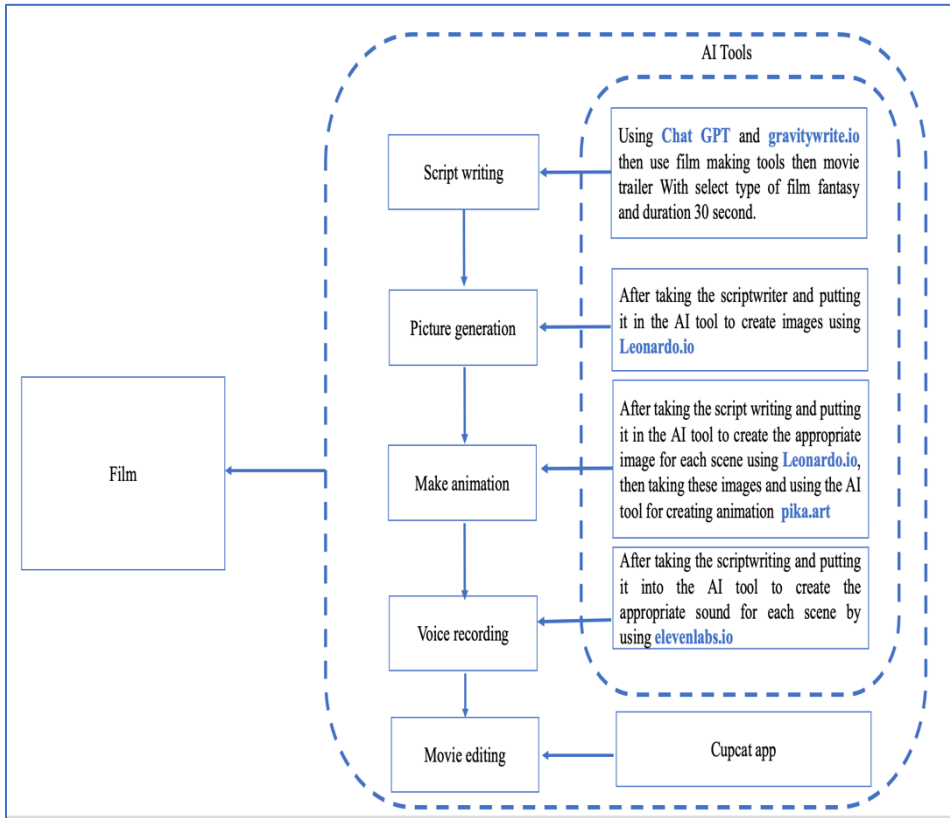 AI Tools
Script writing
Using Chat GPT and gravitywrite.io
then use film making tools then movie
trailer With select type of film fantasy
and duration 30 second.
Picture generation
After taking the scriptwriter and putting
it in the AI tool to create images using
Leonardo.io
Film
Make animation
After taking the script writing and putting
it in the AI tool to create the appropriate
image for each scene using Leonardo.io,
then taking these images and using the AI
tool for creating animation pika.art
Voice recording
After taking the scriptwriting and putting
it into the AI tool to create the
appropriate sound for each scene by
using elevenlabs.io
Movie editing
Cupcat app